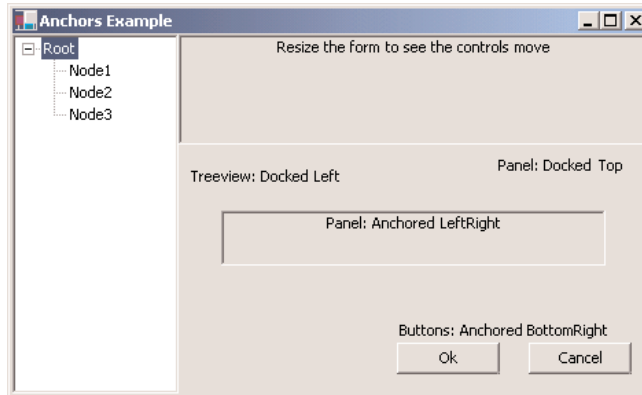 Anchors Example
Root
Node1
Node2
Node3
Resize the form to see the controls move
Panel: Docked Top
Treeview: Docked Left
Panel: Anchored LeftRight
Buttons: Anchored BottomRight
Ok
Cancel